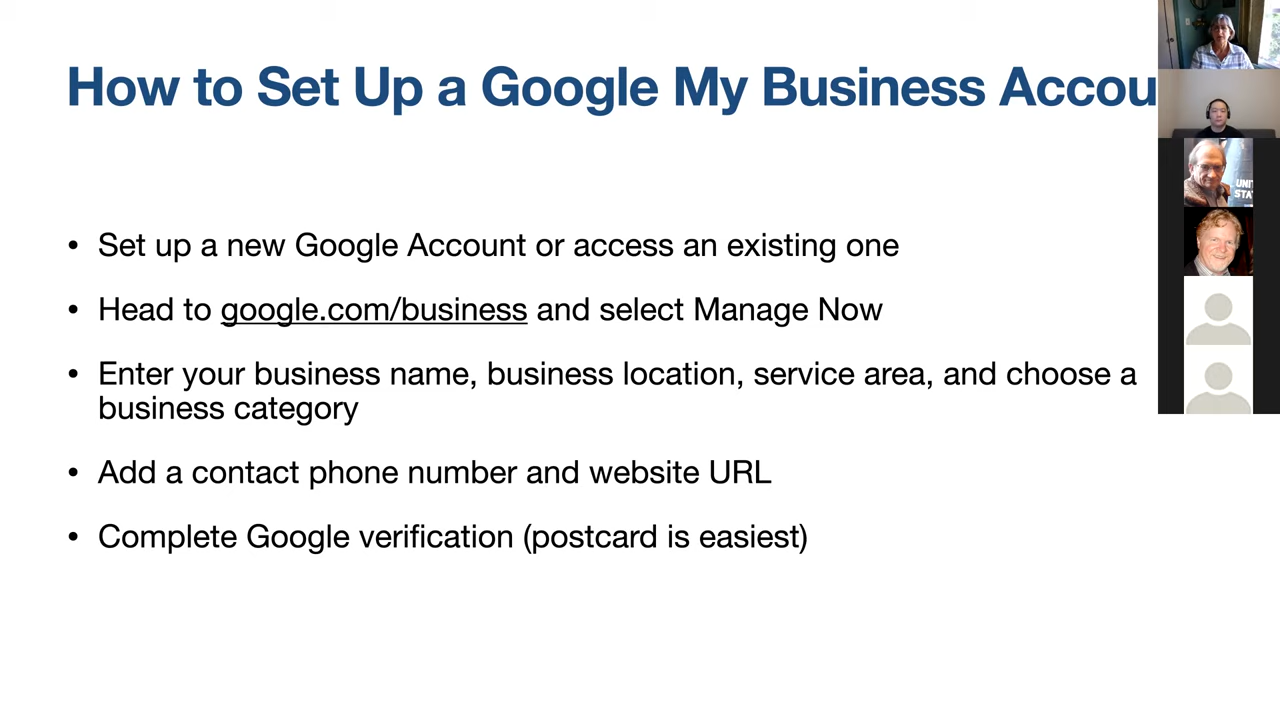 How to Set Up a Google My Business Accou
• Set up a new Google Account or access an existing one
• Head to google.com/business and select Manage Now
• Enter your business name, business location, service area, and choose a
business category
• Add a contact phone number and website URL
• Complete Google verification (postcard is easiest)
UNI
STA